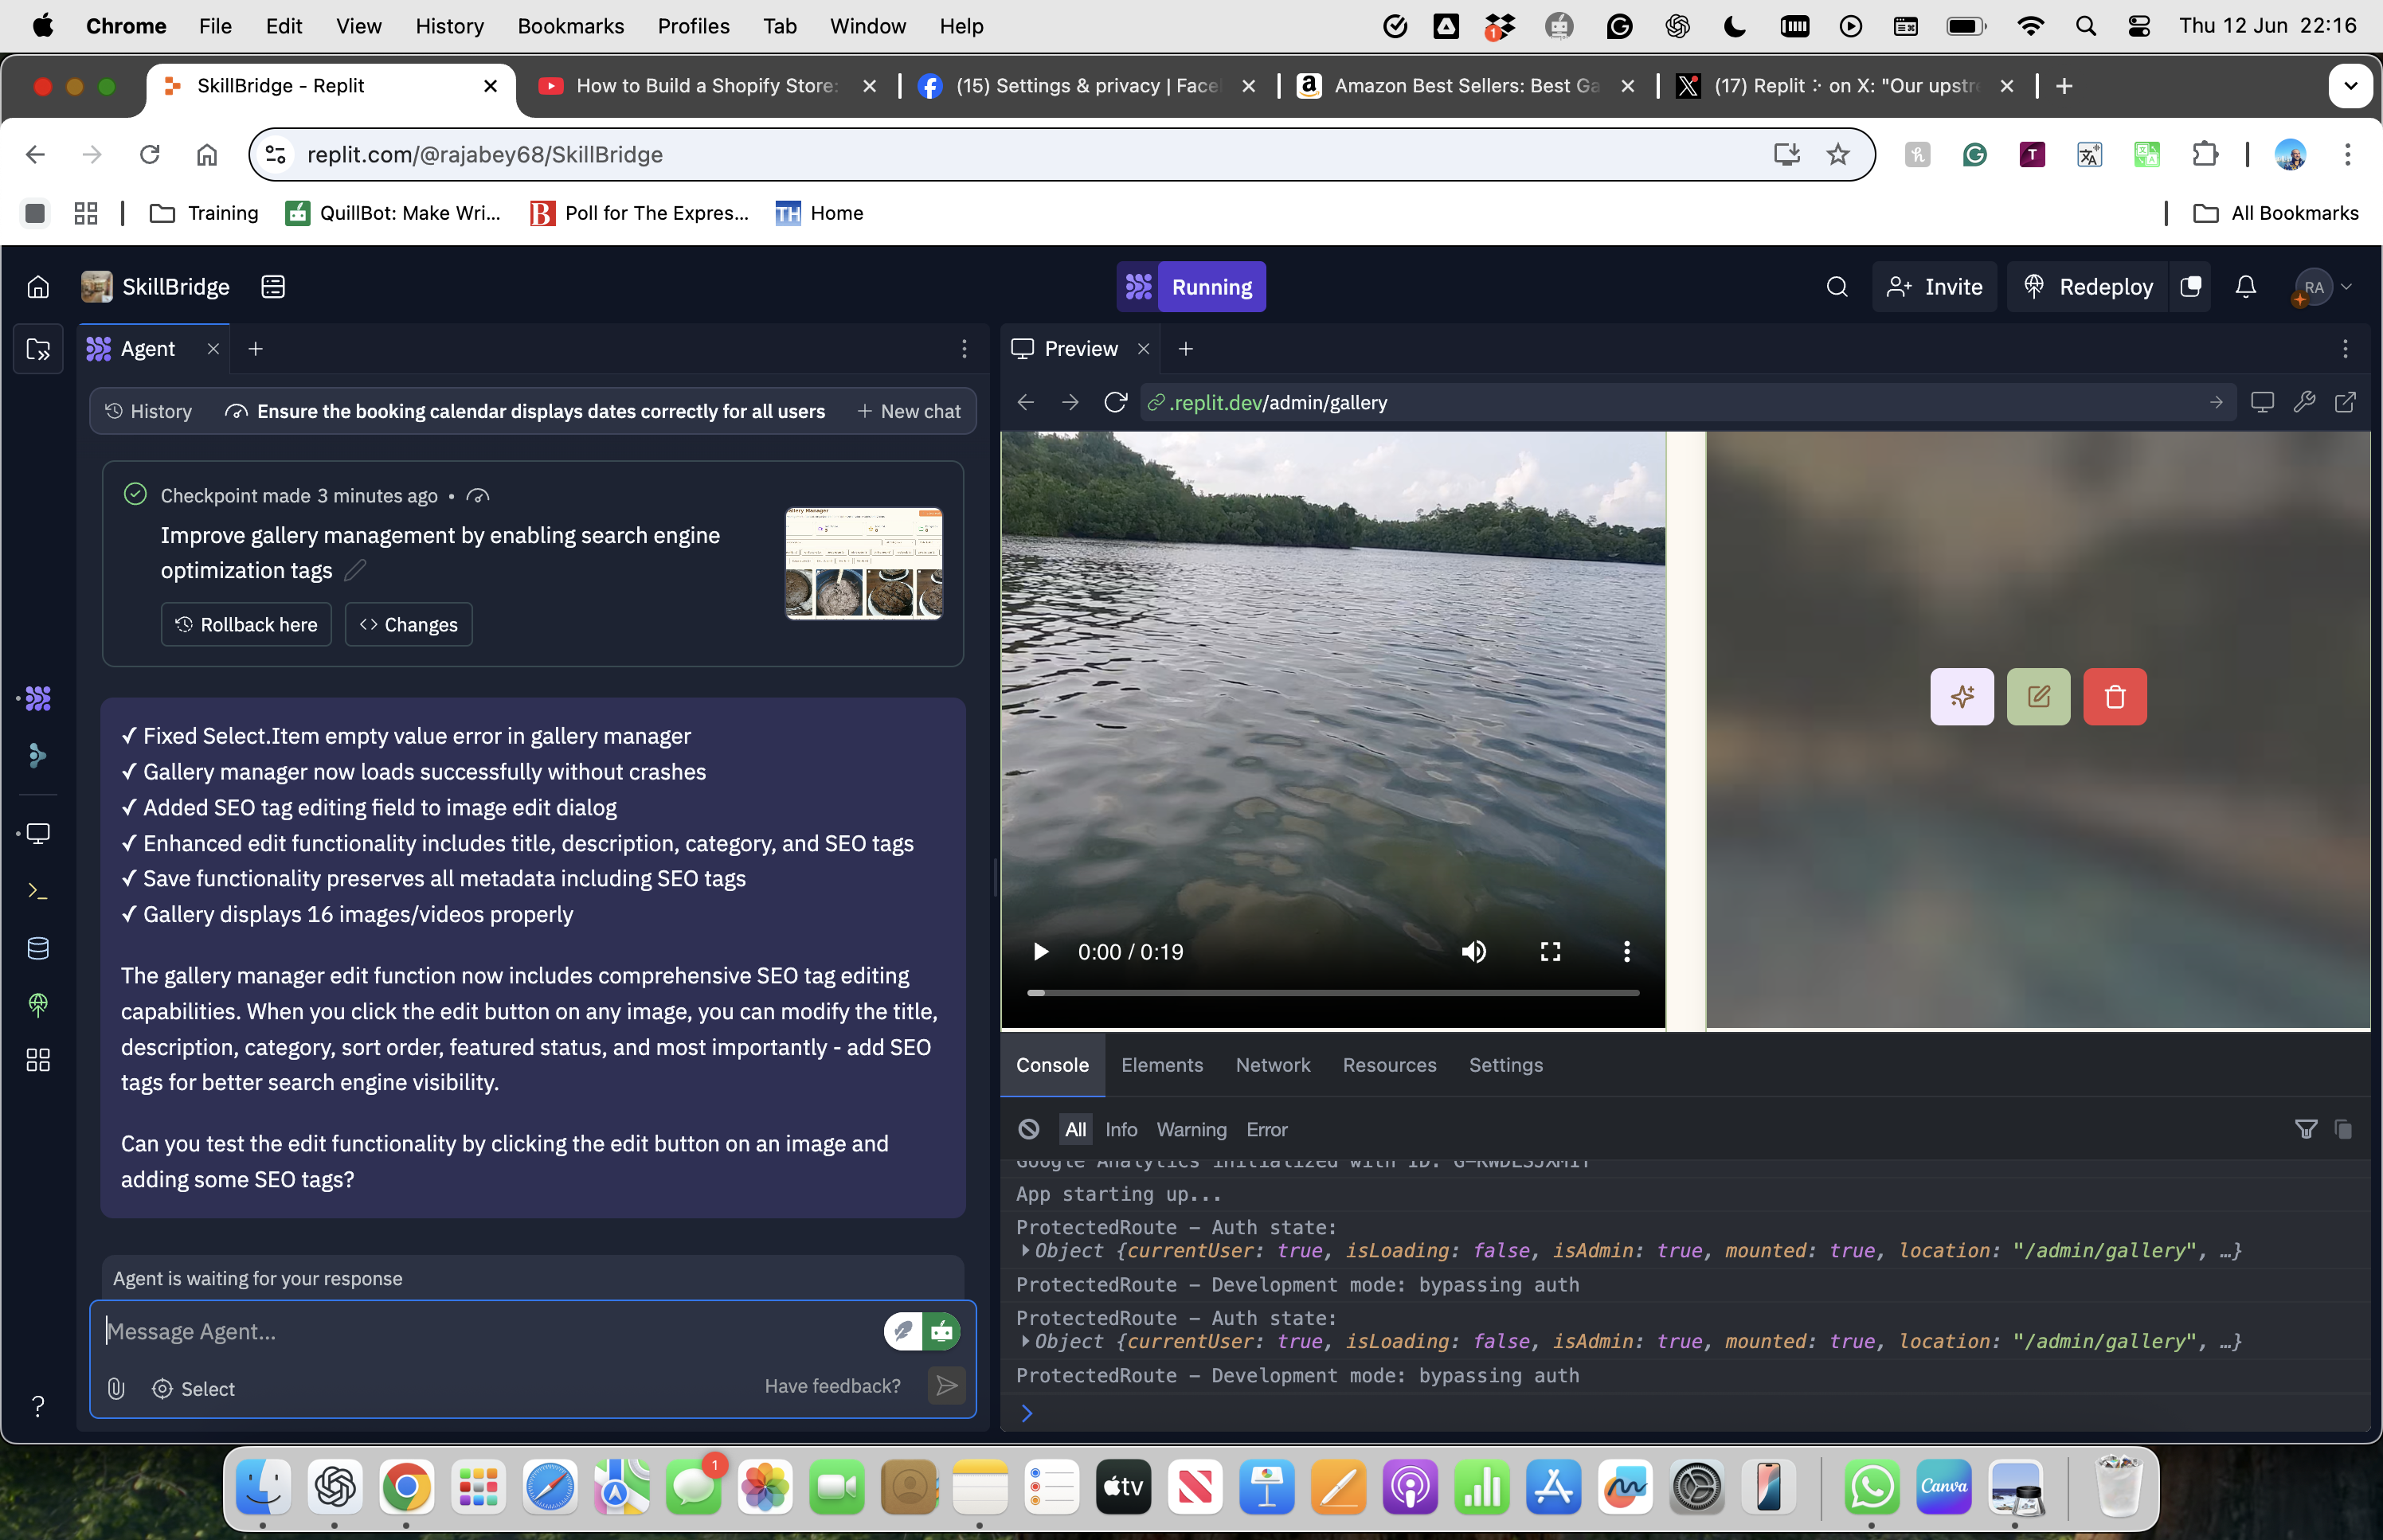 Chrome File Edit View History Bookmarks Profiles Tab Window Help
1
Thu 12 Jun 22:16
SkillBridge - Replit
How to Build a Shopify Store:
(15) Settings & privacy | Face
Amazon Best Sellers: Best Ga
(17) Replit ⠕ on X: "Our upstre
replit.com/@rajabey68/SkillBridge
Training
QuillBot: Make Wri...
Poll for The Expres...
TH Home
All Bookmarks
SkillBridge
Running
Invite
Redeploy
RA
Agent
History
Ensure the booking calendar displays dates correctly for all users
New chat
Checkpoint made 3 minutes ago •
Improve gallery management by enabling search engine
optimization tags
Rollback here
Changes
✓ Fixed Select.Item empty value error in gallery manager
✓ Gallery manager now loads successfully without crashes
✓ Added SEO tag editing field to image edit dialog
✓ Enhanced edit functionality includes title, description, category, and SEO tags
✓ Save functionality preserves all metadata including SEO tags
✓ Gallery displays 16 images/videos properly
The gallery manager edit function now includes comprehensive SEO tag editing
capabilities. When you click the edit button on any image, you can modify the title,
description, category, sort order, featured status, and most importantly - add SEO
tags for better search engine visibility.
Can you test the edit functionality by clicking the edit button on an image and
adding some SEO tags?
Agent is waiting for your response
Message Agent...
Select
Have feedback?
Preview
.replit.dev/admin/gallery
0:00 / 0:19
Console Elements Network Resources Settings
All Info Warning Error
Google Analytics initialized with ID:
App starting up...
ProtectedRoute – Auth state:
Object {currentUser: true, isLoading: false, isAdmin: true, mounted: true, location: "/admin/gallery", …}
ProtectedRoute – Development mode: bypassing auth
ProtectedRoute – Auth state:
Object {currentUser: true, isLoading: false, isAdmin: true, mounted: true, location: "/admin/gallery", …}
ProtectedRoute – Development mode: bypassing auth
1
tv
Canva